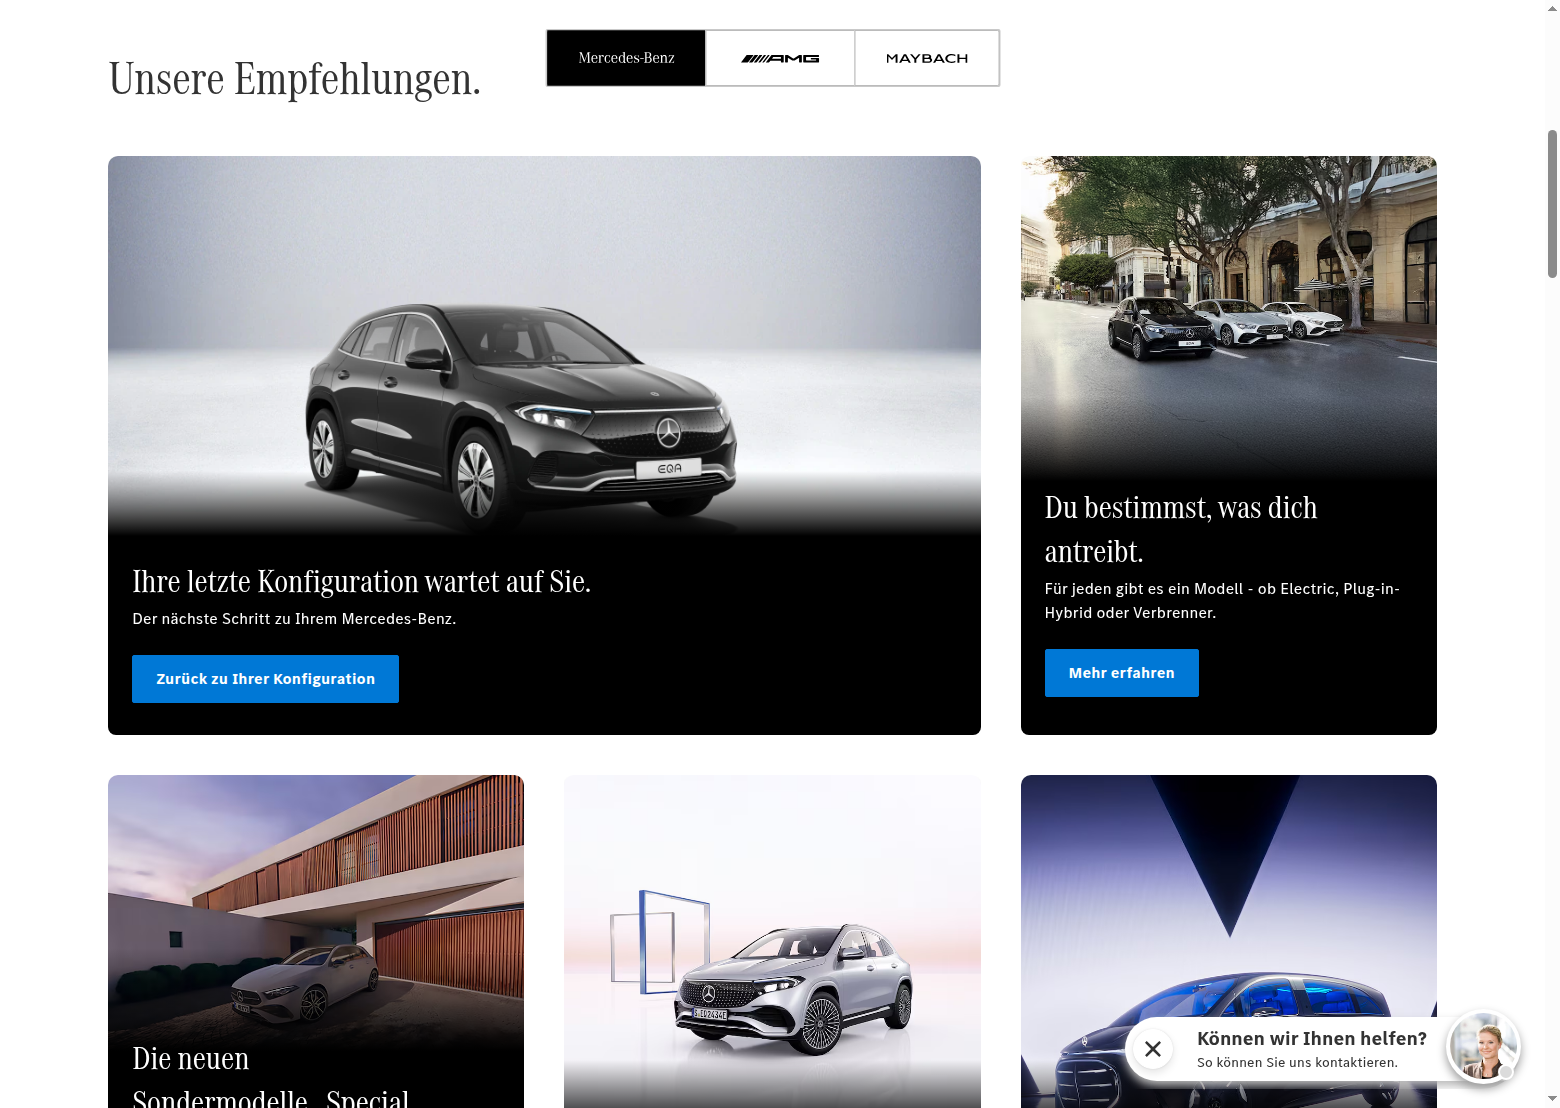 Unsere Empfehlungen.
Mercedes-Benz
AMG
MAYBACH
EQA
Ihre letzte Konfiguration wartet auf Sie.
Der nächste Schritt zu Ihrem Mercedes-Benz.
Zurück zu Ihrer Konfiguration
Du bestimmst, was dich
antreibt.
Für jeden gibt es ein Modell - ob Electric, Plug-in-
Hybrid oder Verbrenner.
Mehr erfahren
Die neuen
Sondermodelle „Special
Können wir Ihnen helfen?
So können Sie uns kontaktieren.